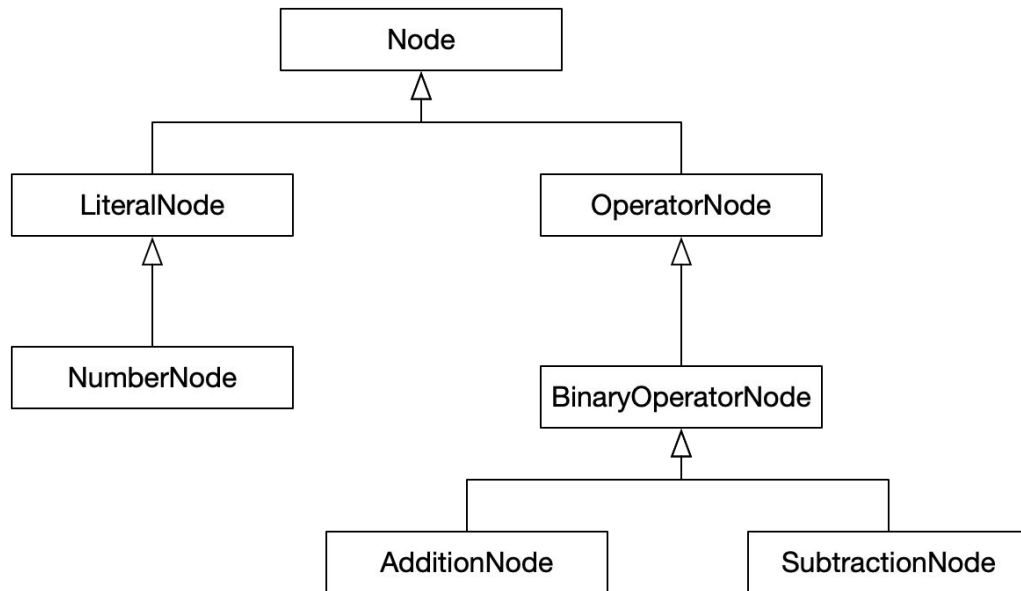 Node
LiteralNode
OperatorNode
NumberNode
BinaryOperatorNode
AdditionNode
SubtractionNode